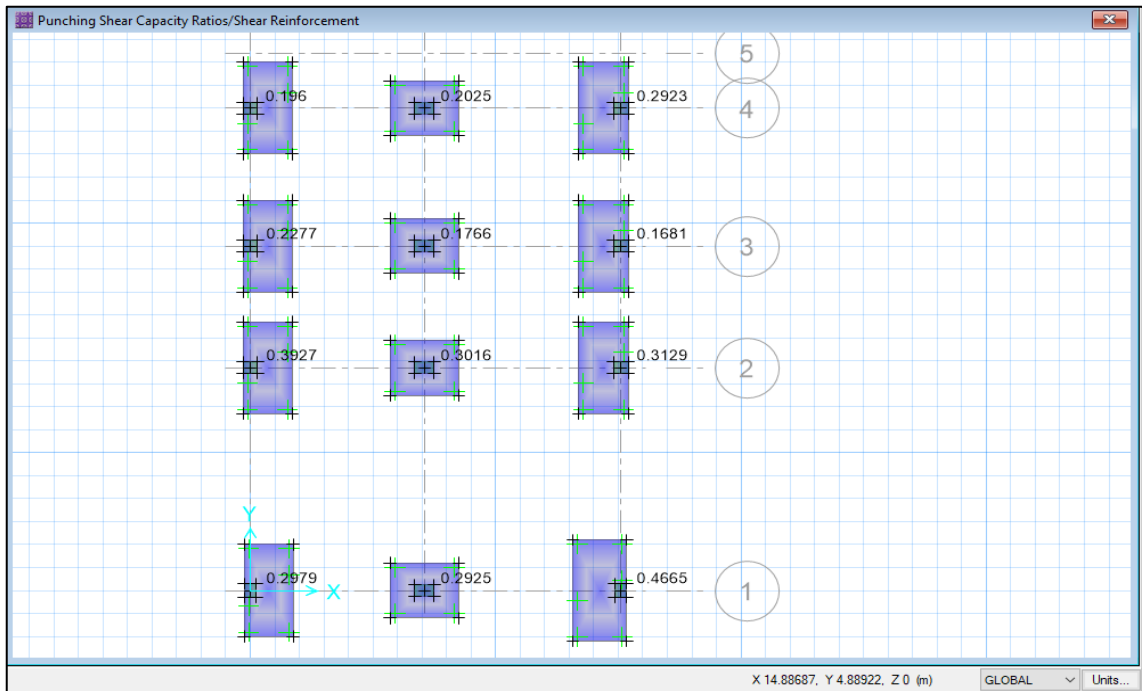 Punching Shear Capacity Ratios/Shear Reinforcement
5
0.196 0.2025 0.2923 4
0.2277 0.1766 0.1681 3
0.3927 0.3016 0.3129 2
Y
0.2979 X 0.2925 0.4665 1
X 14.88687, Y 4.88922, Z 0 (m) GLOBAL Units...